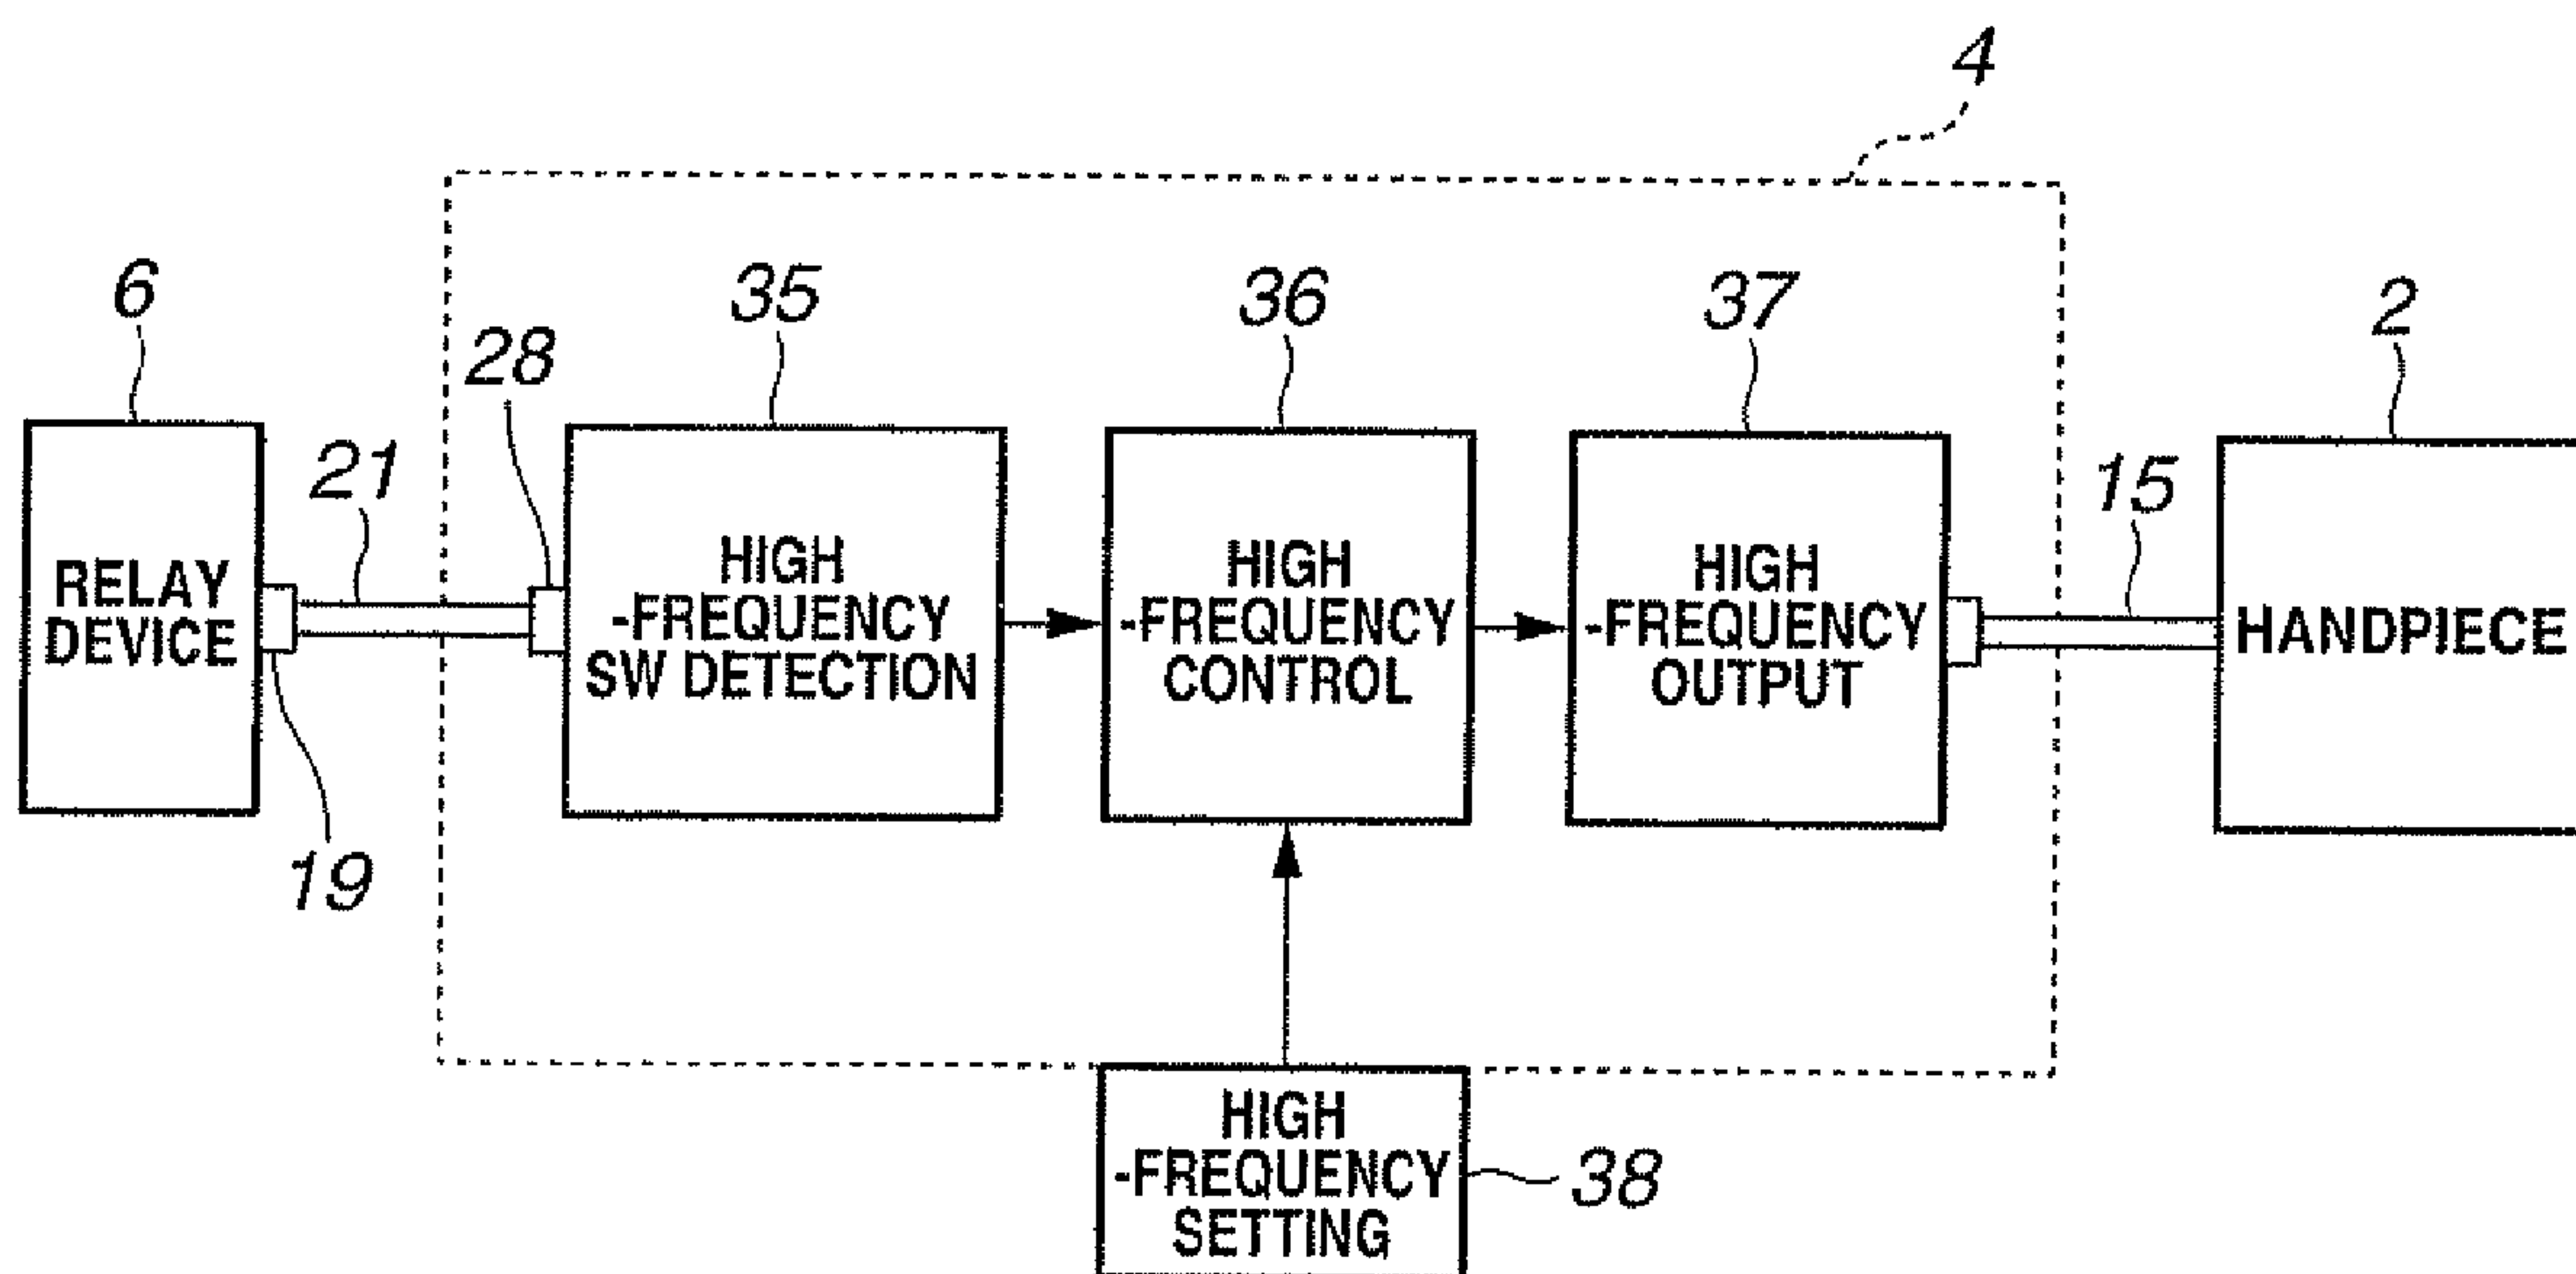 4
6
35
36
37
2
28
21
15
RELAY
DEVICE
HIGH
-FREQUENCY
SW DETECTION
HIGH
-FREQUENCY
CONTROL
HIGH
-FREQUENCY
OUTPUT
HANDPIECE
19
HIGH
-FREQUENCY
SETTING
38